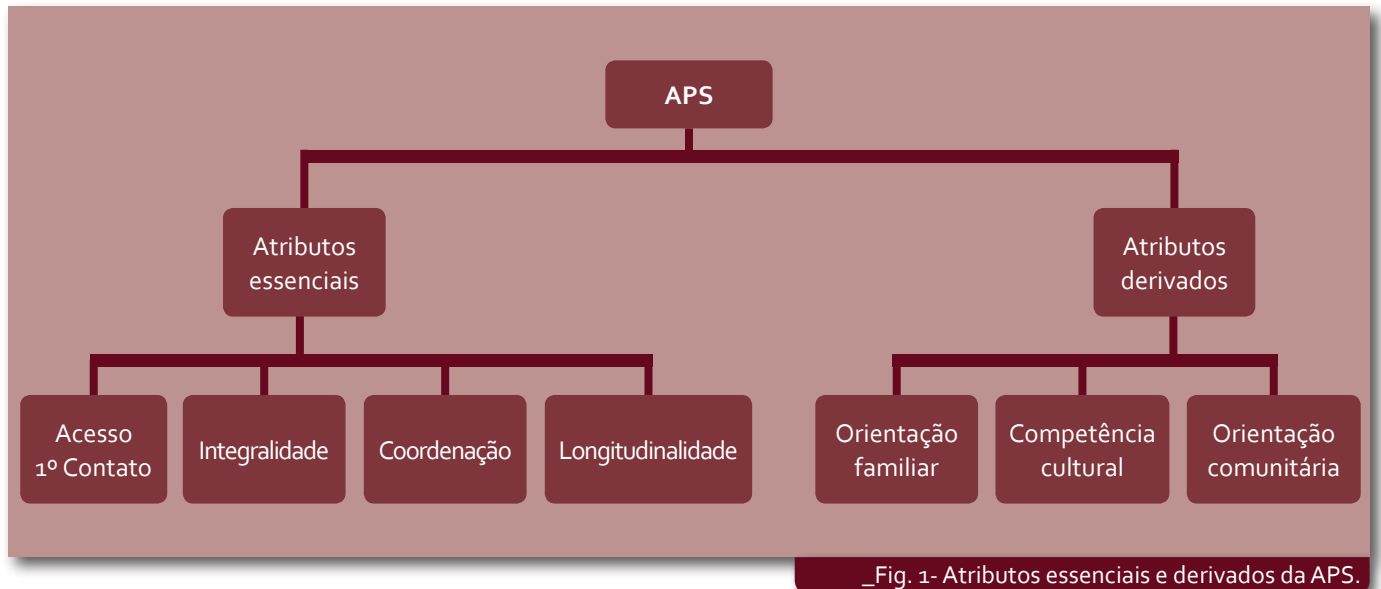 APS
Atributos
essenciais
Atributos
derivados
Acesso
1º Contato
Integralidade
Coordenação
Longitudinalidade
Orientação
familiar
Competência
cultural
Orientação
comunitária
_Fig. 1- Atributos essenciais e derivados da APS.